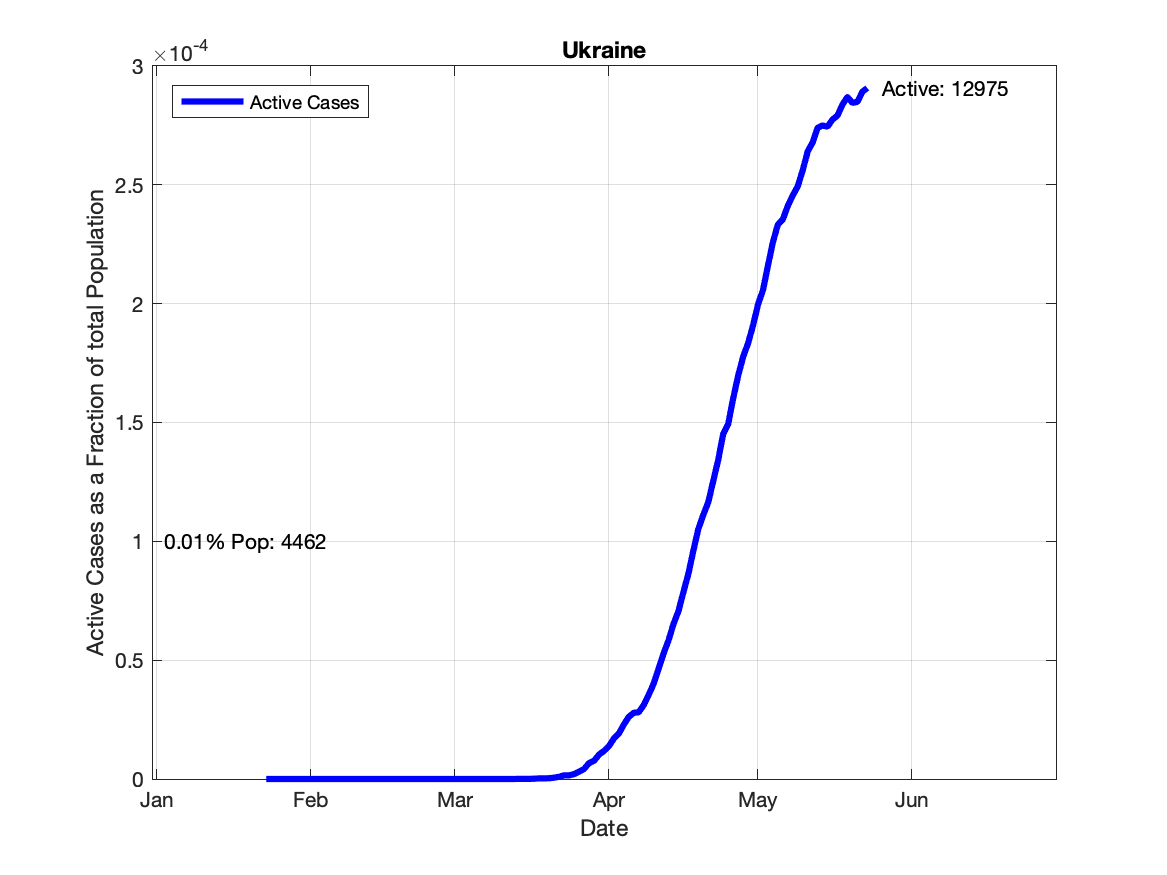 Ukraine
×10-4
3
Active Cases
Active: 12975
2.5
2
1.5
1
0.01% Pop: 4462
0.5
0
Active Cases as a Fraction of total Population
Jan Feb Mar Apr May Jun
Date